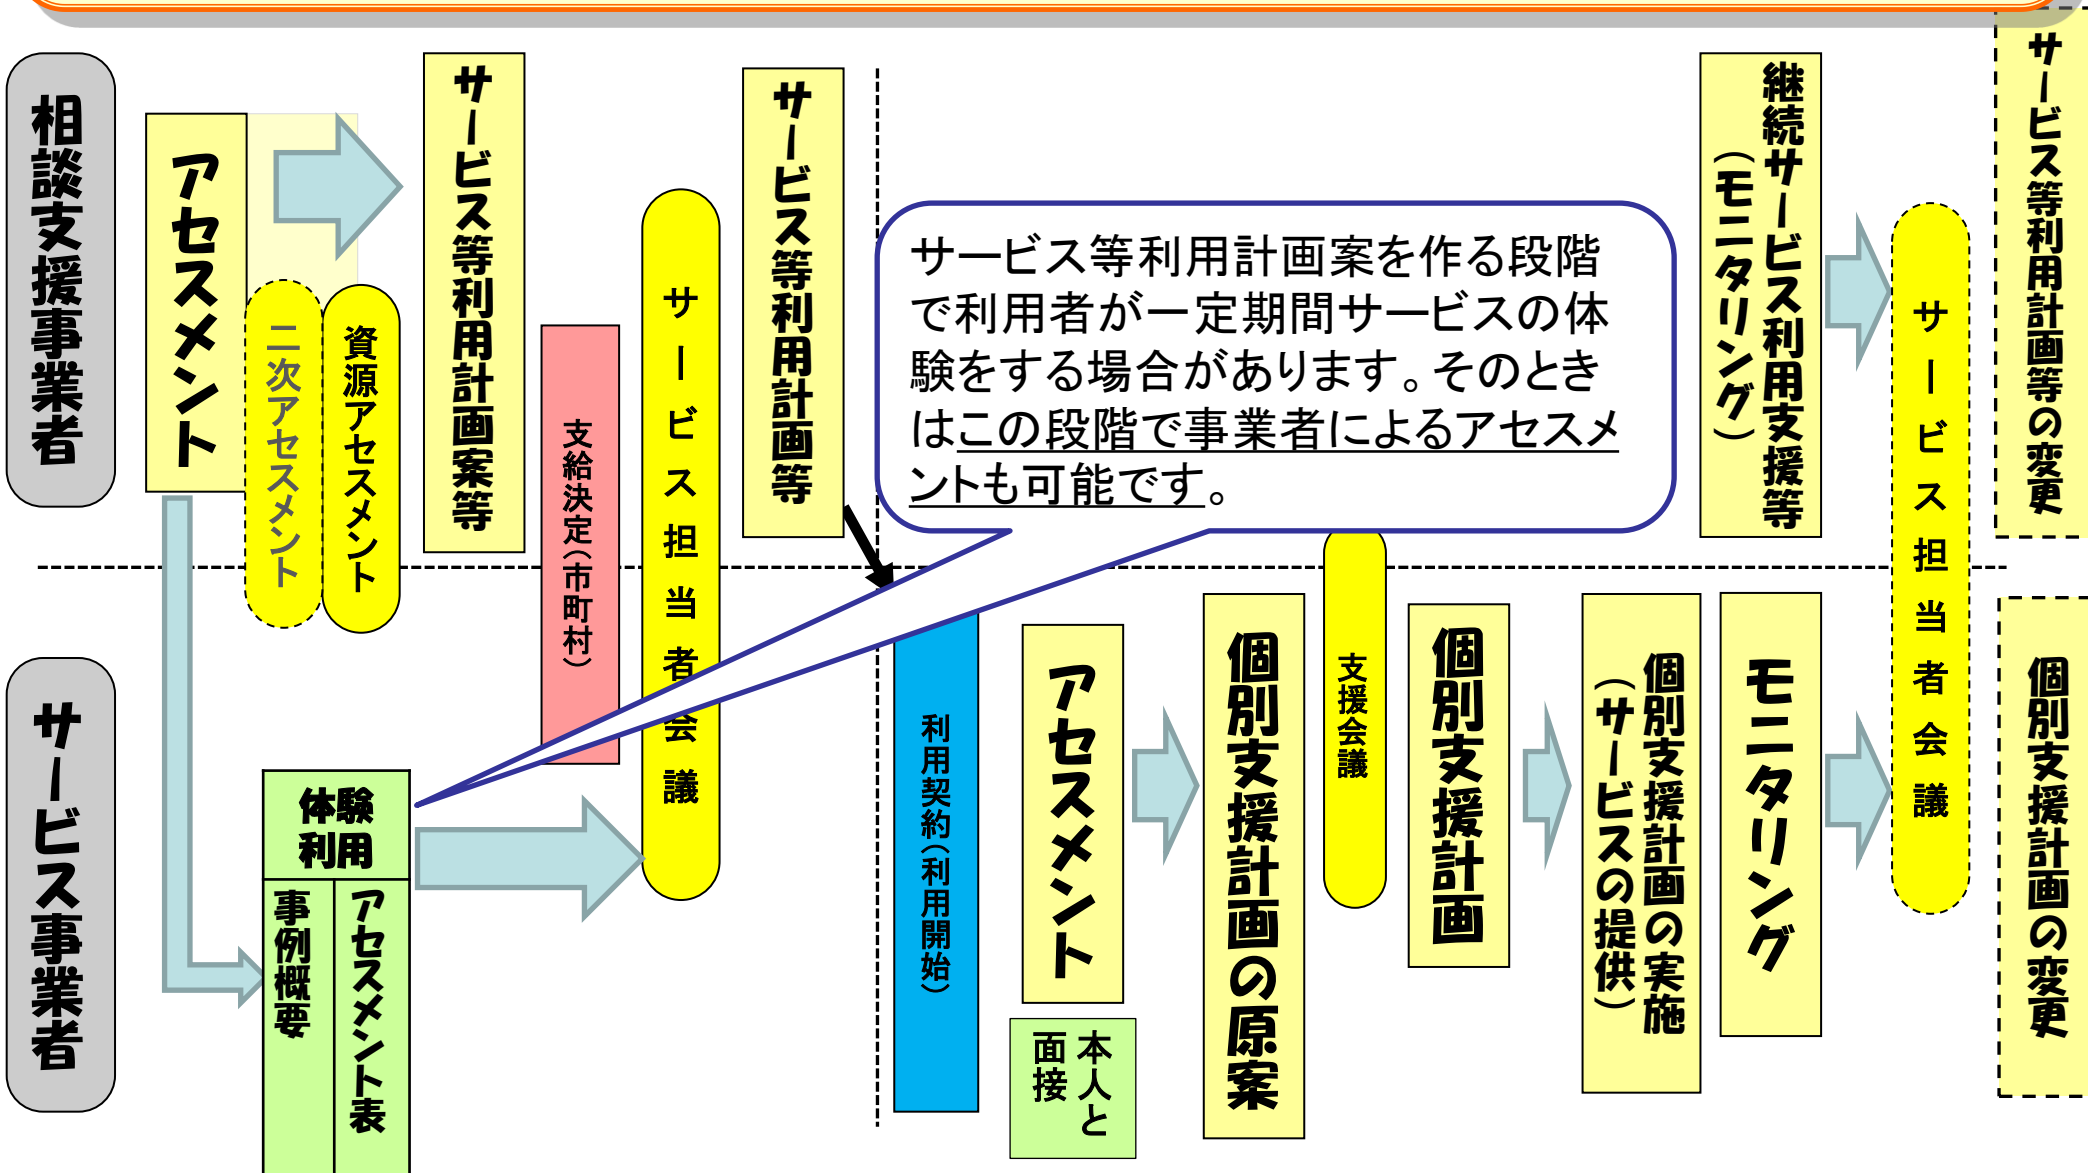 相談支援事業者
アセスメント
二次アセスメント
資源アセスメント
サービス等利用計画案等
支給決定（市町村）
サービス担当者会議
サービス等利用計画等
サービス等利用計画案を作る段階
で利用者が一定期間サービスの体
験をする場合があります。そのとき
はこの段階で事業者によるアセスメ
ントも可能です。
継続サービス利用支援等
（モニタリング）
サービス担当者会議
サービス等利用計画等の変更
サービス事業者
体験
利用
事例概要
アセスメント表
利用契約（利用開始）
アセスメント
本人と
面接
個別支援計画の原案
支援会議
個別支援計画
個別支援計画の実施
（サービスの提供）
モニタリング
個別支援計画の変更